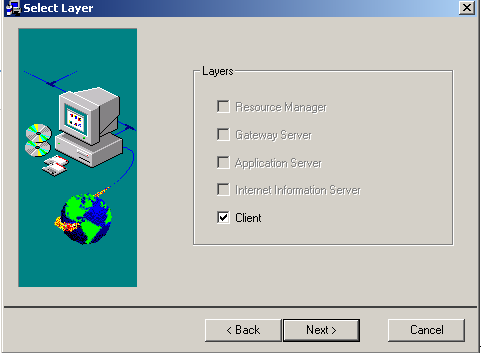 Select Layer
Layers
Resource Manager
Gateway Server
Application Server
Internet Information Server
Client
< Back
Next >
Cancel